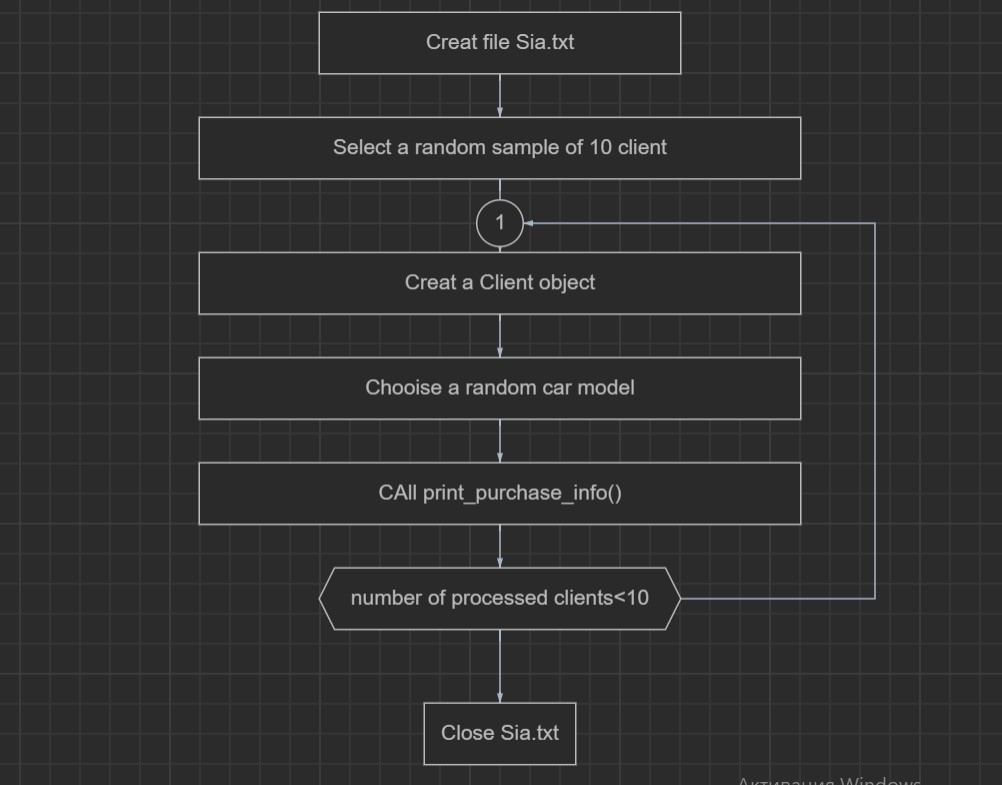 Creat file Sia.txt
Select a random sample of 10 client
1
Creat a Client object
Chooise a random car model
CAll print_purchase_info()
number of processed clients<10
Close Sia.txt
Активация Windows